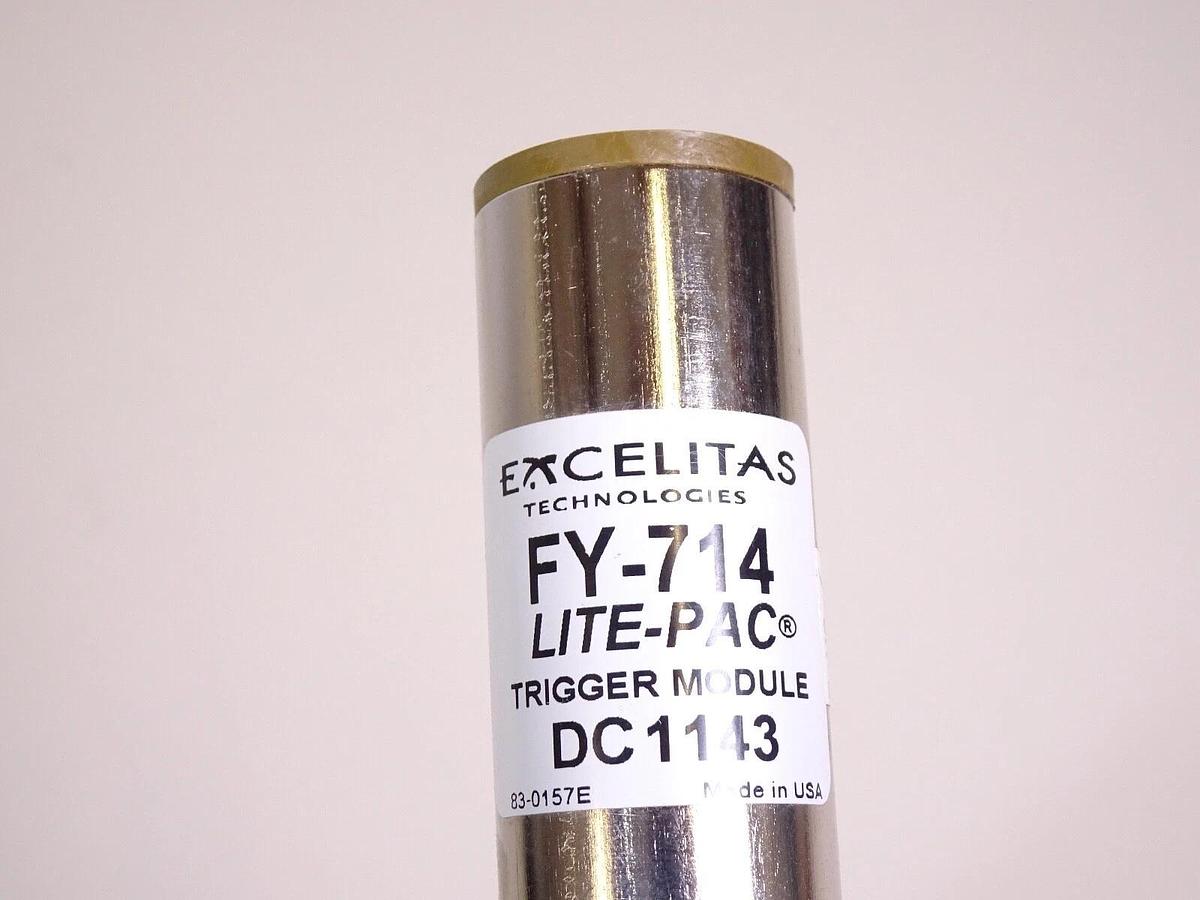 EXCELITAS
TECHNOLOGIES
FY-714
LITE-PAC®
TRIGGER MODULE
DC1143
83-0157E Made in USA